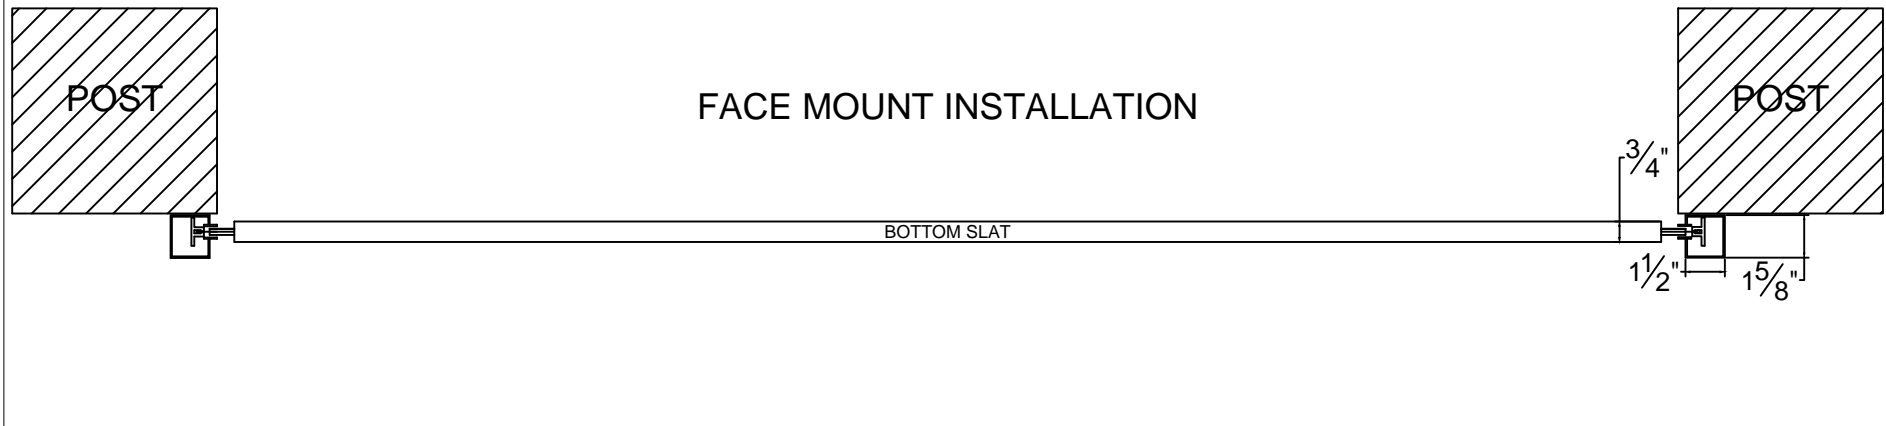 POST
FACE MOUNT INSTALLATION
POST
3/4"
BOTTOM SLAT
1 1/2"
1 5/8"